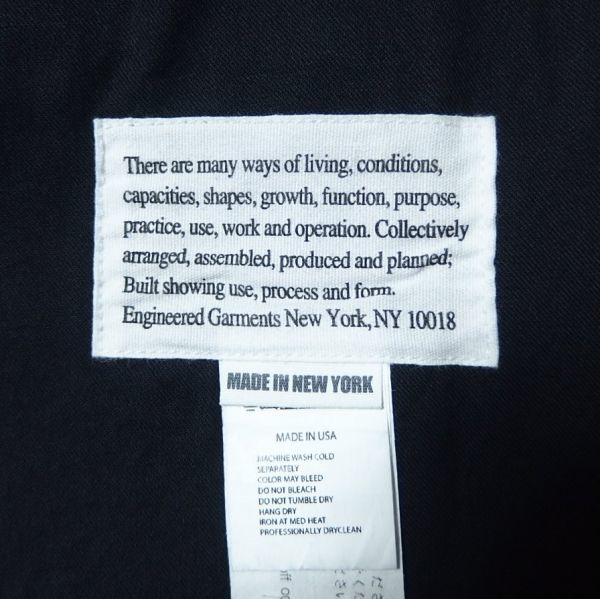 There are many ways of living, conditions,
capacities, shapes, growth, function, purpose,
practice, use, work and operation. Collectively
arranged, assembled, produced and planned;
Built showing use, process and form.
Engineered Garments New York, NY 10018
MADE IN NEW YORK
MADE IN USA
MACHINE WASH COLD
SEPARATELY
COLOR MAY BLEED
DO NOT BLEACH
DO NOT TUMBLE DRY
HANG DRY
IRON AT MED HEAT
PROFESSIONALLY DRYCLEAN